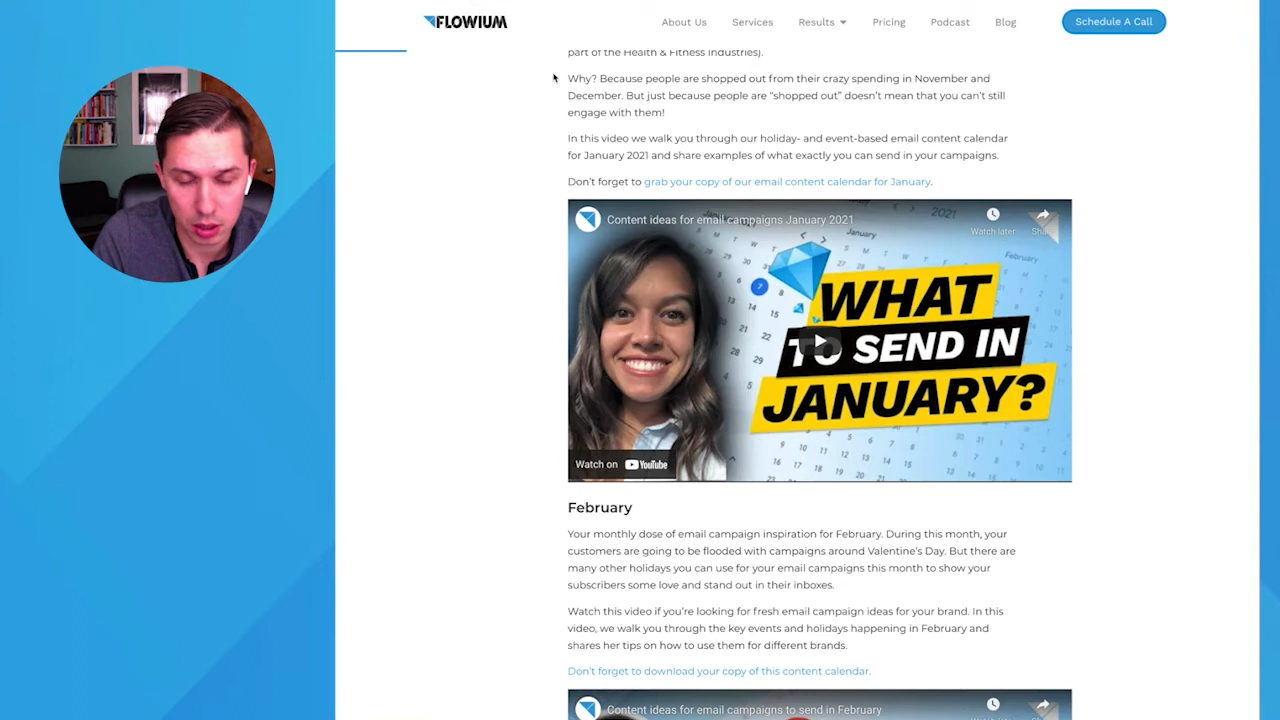 FLOWIUM
About Us
Services
Results
Pricing
Podcast
Blog
Schedule A Call
part of the Health & Fitness industries).
Why? Because people are shopped out from their crazy spending in November and
December. But just because people are “shopped out” doesn’t mean that you can’t still
engage with them!
In this video we walk you through our holiday- and event-based email content calendar
for January 2021 and share examples of what exactly you can send in your campaigns.
Don’t forget to grab your copy of our email content calendar for January.
Content ideas for email campaigns January 2021
Watch later
2021
January
February
WHAT
TO SEND IN
JANUARY?
Watch on YouTube
February
Your monthly dose of email campaign inspiration for February. During this month, your
customers are going to be flooded with campaigns around Valentine’s Day. But there are
many other holidays you can use for your email campaigns this month to show your
subscribers some love and stand out in their inboxes.
Watch this video if you’re looking for fresh email campaign ideas for your brand. In this
video, we walk you through the key events and holidays happening in February and
shares her tips on how to use them for different brands.
Don’t forget to download your copy of this content calendar.
Content ideas for email campaigns to send in February